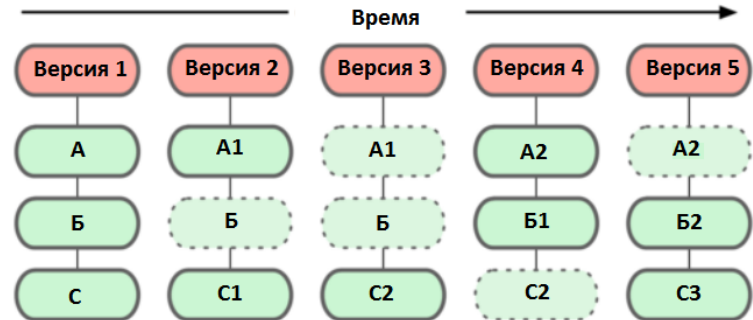 Время
Версия 1 Версия 2 Версия 3 Версия 4 Версия 5
А А1 А1 А2 А2
Б Б Б Б1 Б2
С С1 С2 С2 С3